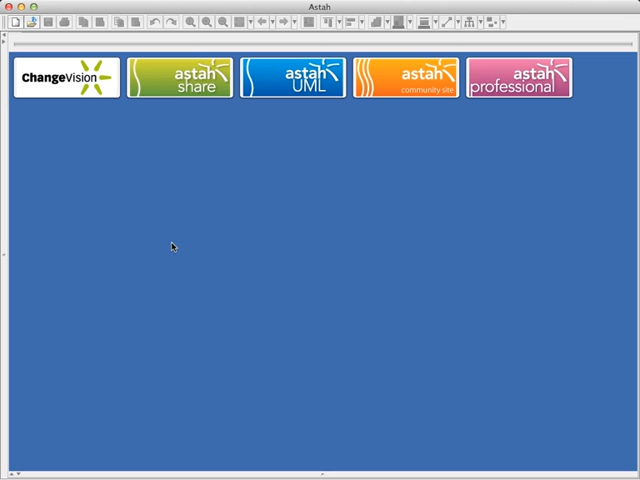 Astah
ChangeVision
astah
share
astah
UML
astah
community site
astah
professional